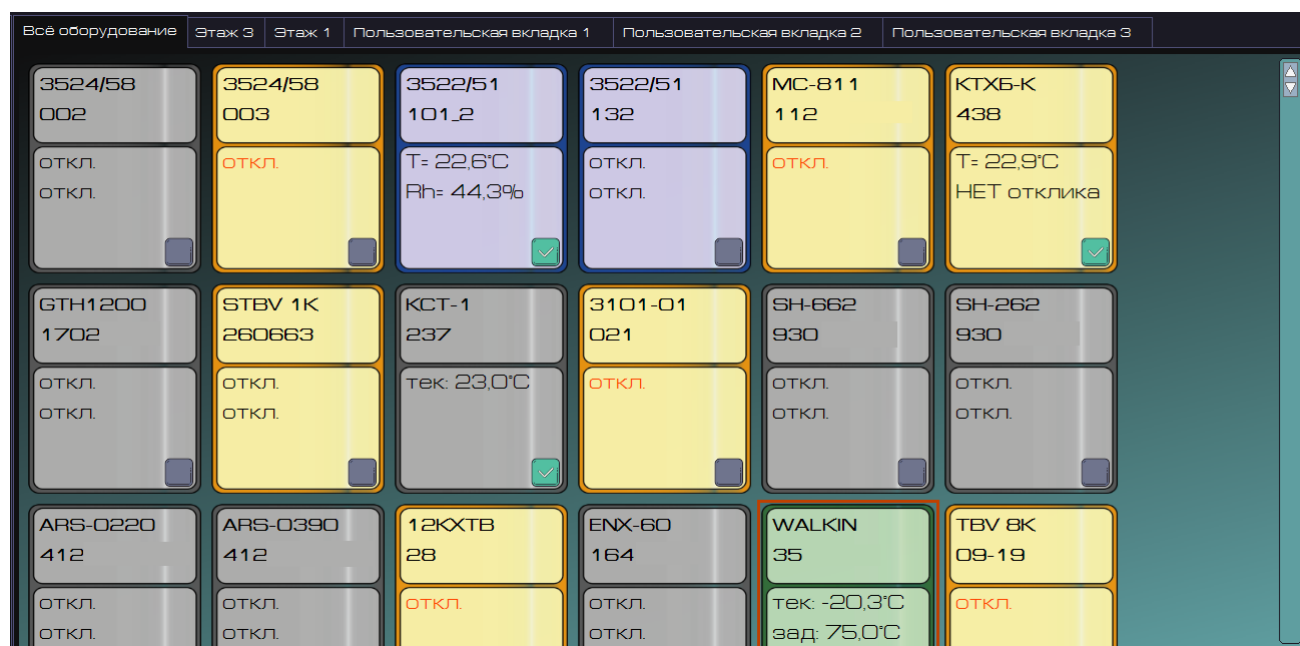 Всё оборудование
Этаж 3
Этаж 1
Пользовательская вкладка 1
Пользовательская вкладка 2
Пользовательская вкладка 3
3524/58
002
откл.
откл.
3524/58
003
откл.
3522/51
101_2
T= 22,6°C
Rh= 44,3%
3522/51
132
откл.
откл.
МС-811
112
откл.
КТХБ-К
438
T= 22,9°C
НЕТ отклика
GTH1200
1702
откл.
откл.
STBV 1K
260663
откл.
откл.
КСТ-1
237
тек: 23,0°C
3101-01
021
откл.
SH-662
930
откл.
откл.
SH-262
930
откл.
откл.
ARS-0220
412
откл.
откл.
ARS-0390
412
откл.
откл.
12КХТВ
28
откл.
ENX-60
164
откл.
откл.
WALKIN
35
тек: -20,3°C
зад: 75,0°C
TBV 8K
09-19
откл.